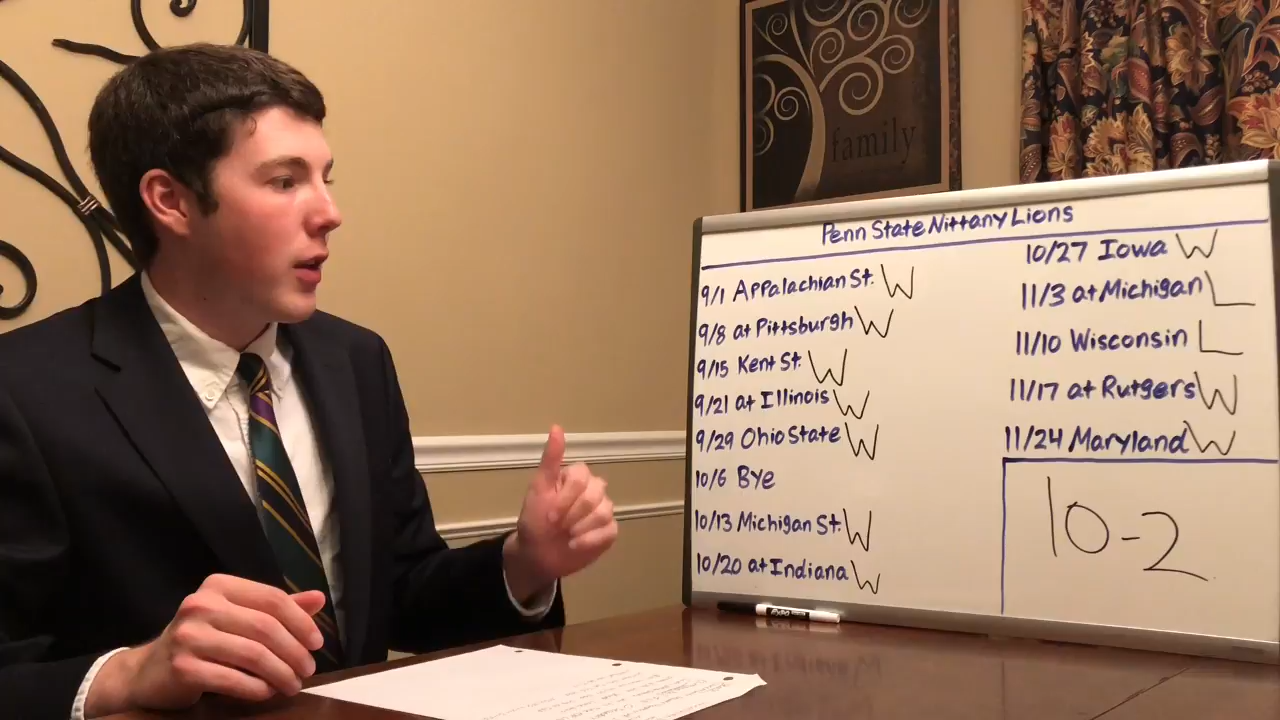 family
Penn State Nittany Lions
9/1 Appalachian St. W
9/8 at Pittsburgh W
9/15 Kent St. W
9/21 at Illinois W
9/29 Ohio State W
10/6 Bye
10/13 Michigan St. W
10/20 at Indiana W
10/27 Iowa W
11/3 at Michigan L
11/10 Wisconsin L
11/17 at Rutgers W
11/24 Maryland W
10-2
EXPO